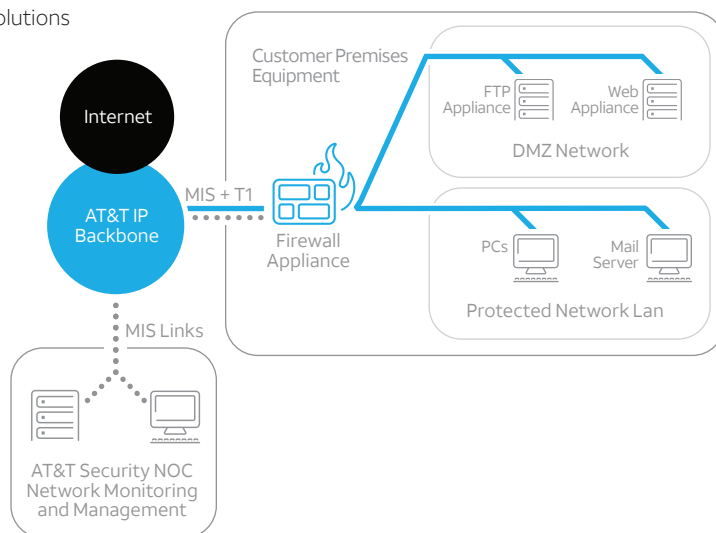 olutions
Customer Premises
Equipment
Internet
FTP
Appliance
Web
Appliance
DMZ Network
MIS + T1
AT&T IP
Backbone
Firewall
Appliance
PCs
Mail
Server
Protected Network Lan
MIS Links
AT&T Security NOC
Network Monitoring
and Management